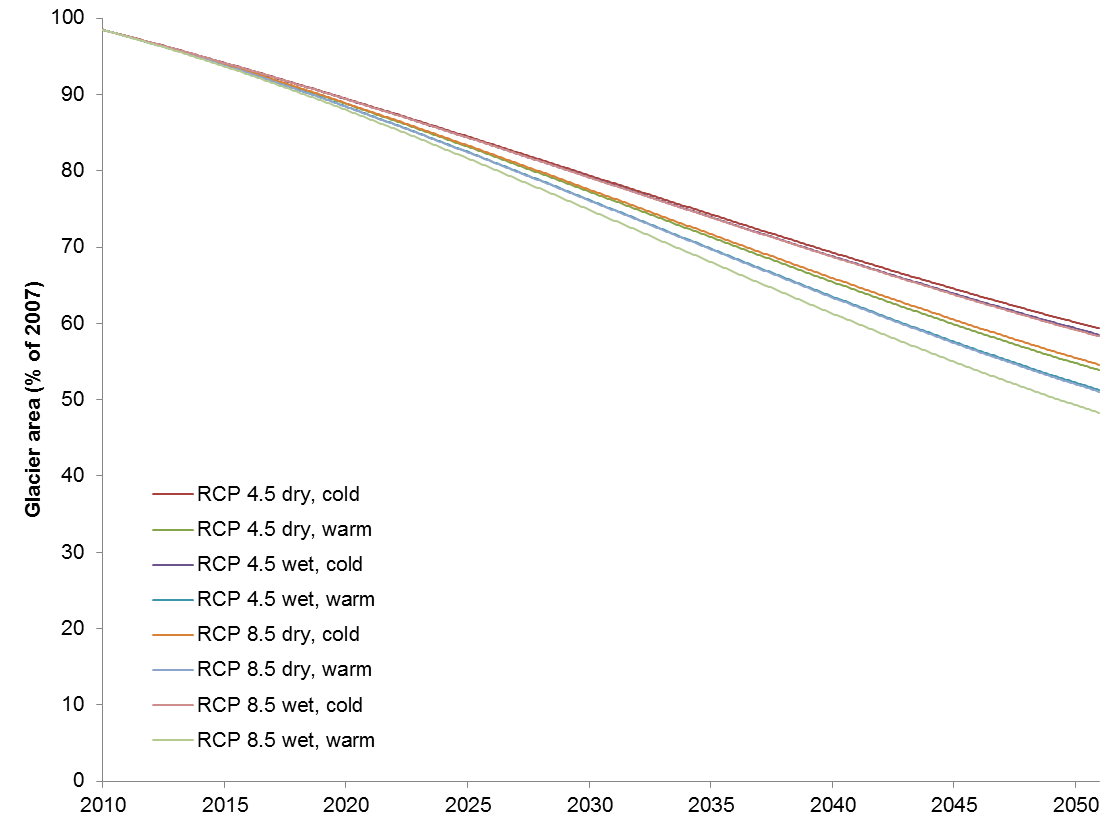 100
90
80
70
60
50
40
30
20
10
0
Glacier area (% of 2007)
RCP 4.5 dry, cold
RCP 4.5 dry, warm
RCP 4.5 wet, cold
RCP 4.5 wet, warm
RCP 8.5 dry, cold
RCP 8.5 dry, warm
RCP 8.5 wet, cold
RCP 8.5 wet, warm
2010 2015 2020 2025 2030 2035 2040 2045 2050